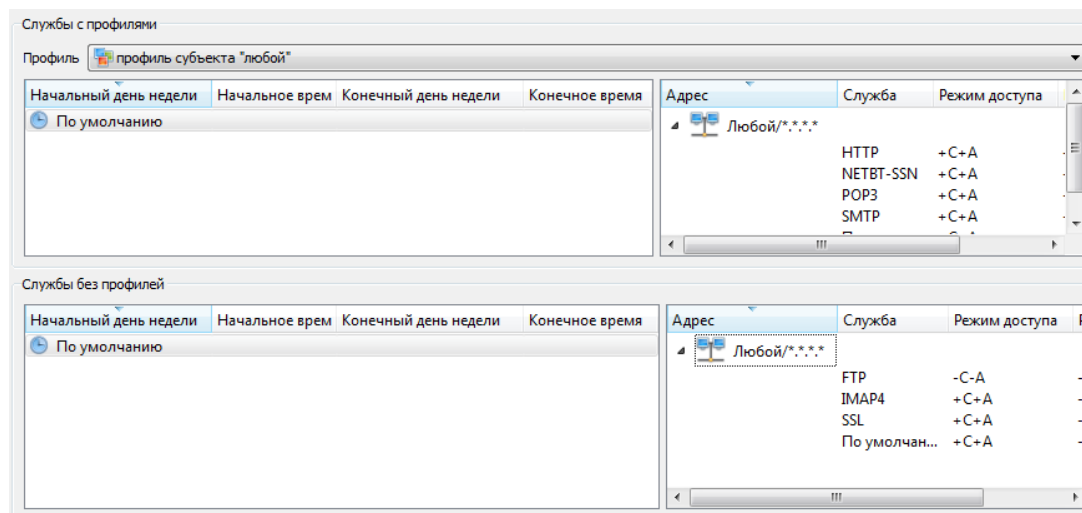 Службы с профилями
Профиль профиль субъекта "любой"
Начальный день недели Начальное врем Конечный день недели Конечное время Адрес Служба Режим доступа
По умолчанию Любой/*.*.*.*
HTTP +C+A
NETBT-SSN +C+A
POP3 +C+A
SMTP +C+A
Службы без профилей
Начальный день недели Начальное врем Конечный день недели Конечное время Адрес Служба Режим доступа
По умолчанию Любой/*.*.*.*
FTP -C-A
IMAP4 +C+A
SSL +C+A
По умолчан... +C+A